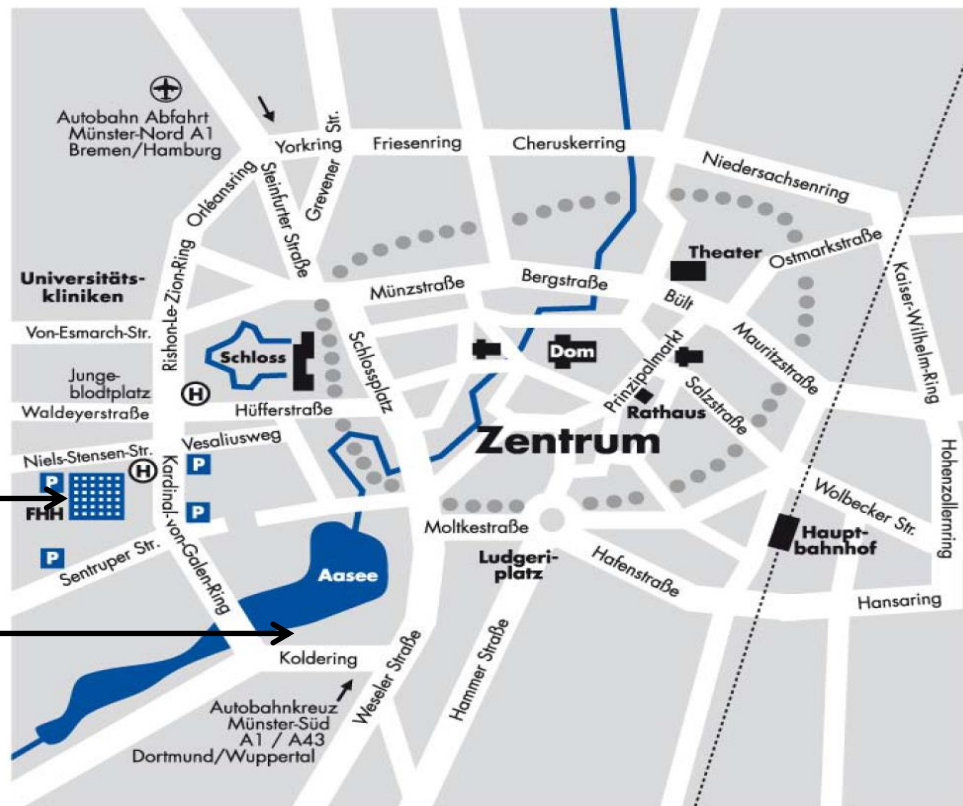 Autobahn Abfahrt
Münster-Nord A1
Bremen/Hamburg
Yorkring
Grevener Str.
Friesenring
Cheruskerring
Niedersachsenring
Orléansring
Steinfurter Straße
Theater
Ostmarkstraße
Universitäts-
kliniken
Rishon-Le-Zion-Ring
Münzstraße
Bergstraße
Bült
Kaiser-Wilhelm-Ring
Von-Esmarch-Str.
Schloss
Schlossplatz
Dom
Prinzipalmarkt
Mauritzstraße
Junge-
blodtplatz
H
Waldeyerstraße
Hüfferstraße
Rathaus
Salzstraße
Zentrum
Niels-Stensen-Str.
Vesaliusweg
Hohenzollernring
P
H
P
FHH
Kardinal-von-Galen-Ring
P
Wolbecker Str.
Moltkestraße
Haupt-
bahnhof
P
Sentruper Str.
Aasee
Ludgeri-
platz
Hafenstraße
Hansaring
Koldering
Weseler Straße
Hammer Straße
Autobahnkreuz
Münster-Süd
A1 / A43
Dortmund/Wuppertal